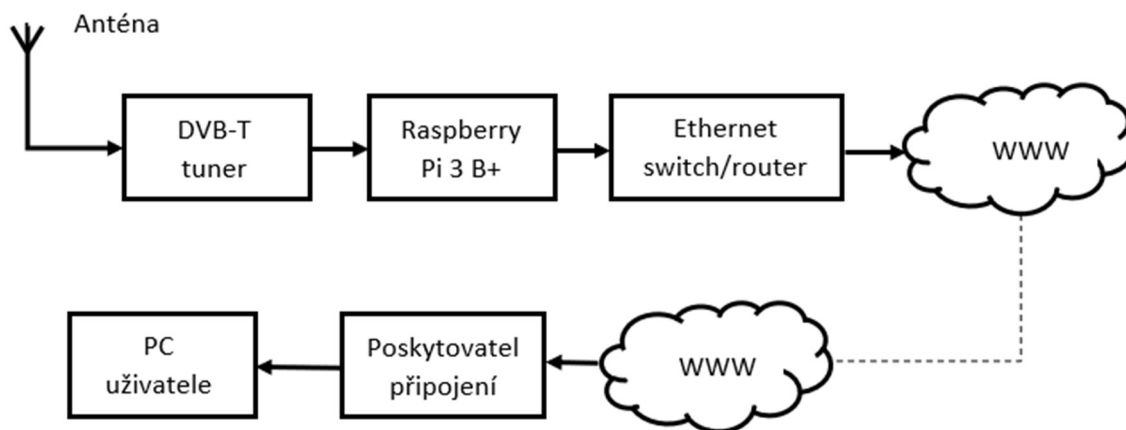 Anténa
DVB-T
tuner
Raspberry
Pi 3 B+
Ethernet
switch/router
www
PC
uživatele
Poskytovatel
připojení
www